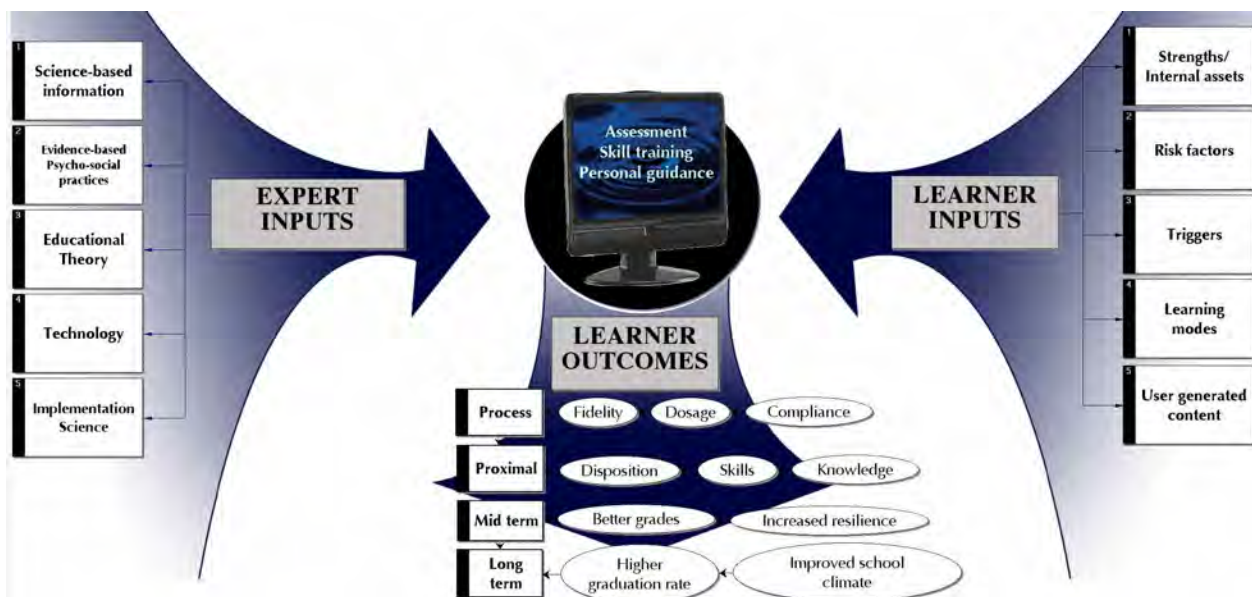 1
Science-based
information
2
Evidence-based
Psycho-social
practices
3
Educational
Theory
4
Technology
5
Implementation
Science
EXPERT
INPUTS
Assessment
Skill training
Personal guidance
LEARNER
INPUTS
1
Strengths/
Internal assets
2
Risk factors
3
Triggers
4
Learning
modes
5
User generated
content
LEARNER
OUTCOMES
Process
Fidelity
Dosage
Compliance
Proximal
Disposition
Skills
Knowledge
Mid term
Better grades
Increased resilience
Long
term
Higher
graduation rate
Improved school
climate